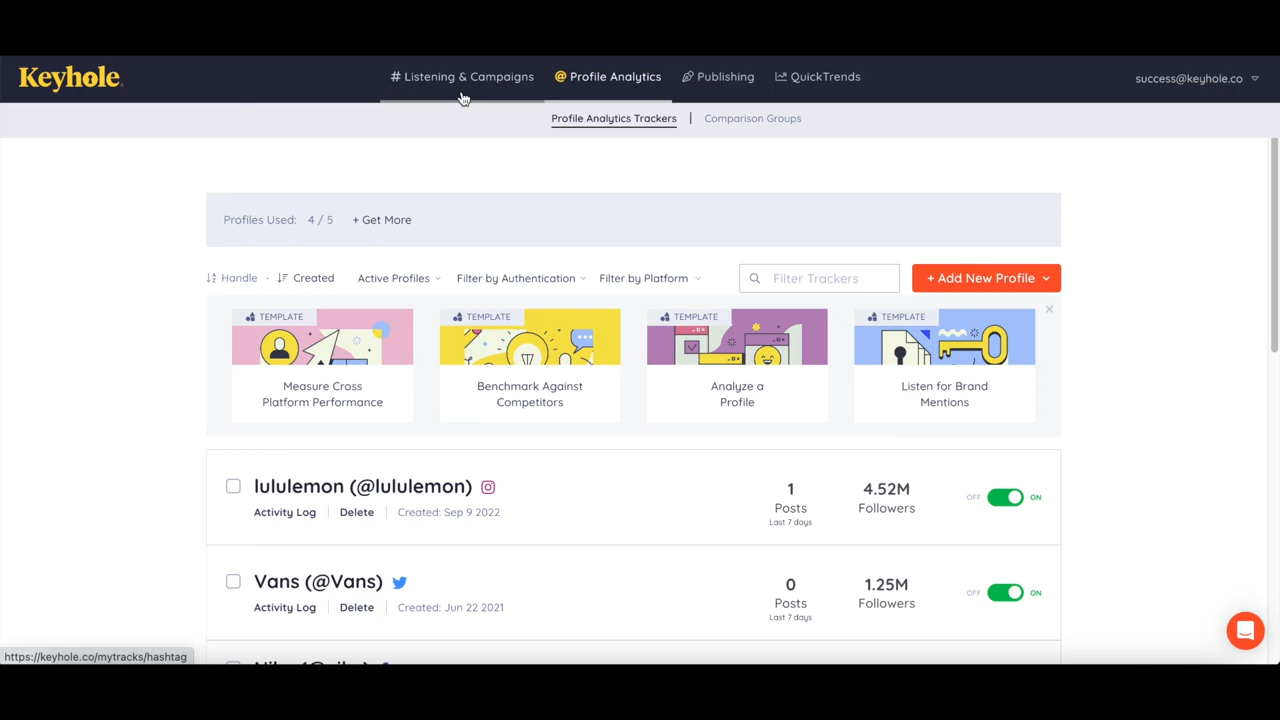 Keyhole
# Listening & Campaigns
@ Profile Analytics
Publishing
QuickTrends
success@keyhole.co
Profile Analytics Trackers | Comparison Groups
Profiles Used: 4 / 5 + Get More
Handle · Created
Active Profiles
Filter by Authentication
Filter by Platform
Filter Trackers
+ Add New Profile
TEMPLATE
Measure Cross
Platform Performance
TEMPLATE
Benchmark Against
Competitors
TEMPLATE
Analyze a
Profile
TEMPLATE
Listen for Brand
Mentions
lululemon (@lululemon)
Activity Log | Delete | Created: Sep 9 2022
1
Posts
Last 7 days
4.52M
Followers
OFF ON
Vans (@Vans)
Activity Log | Delete | Created: Jun 22 2021
0
Posts
Last 7 days
1.25M
Followers
OFF ON
https://keyhole.co/mytracks/hashtag